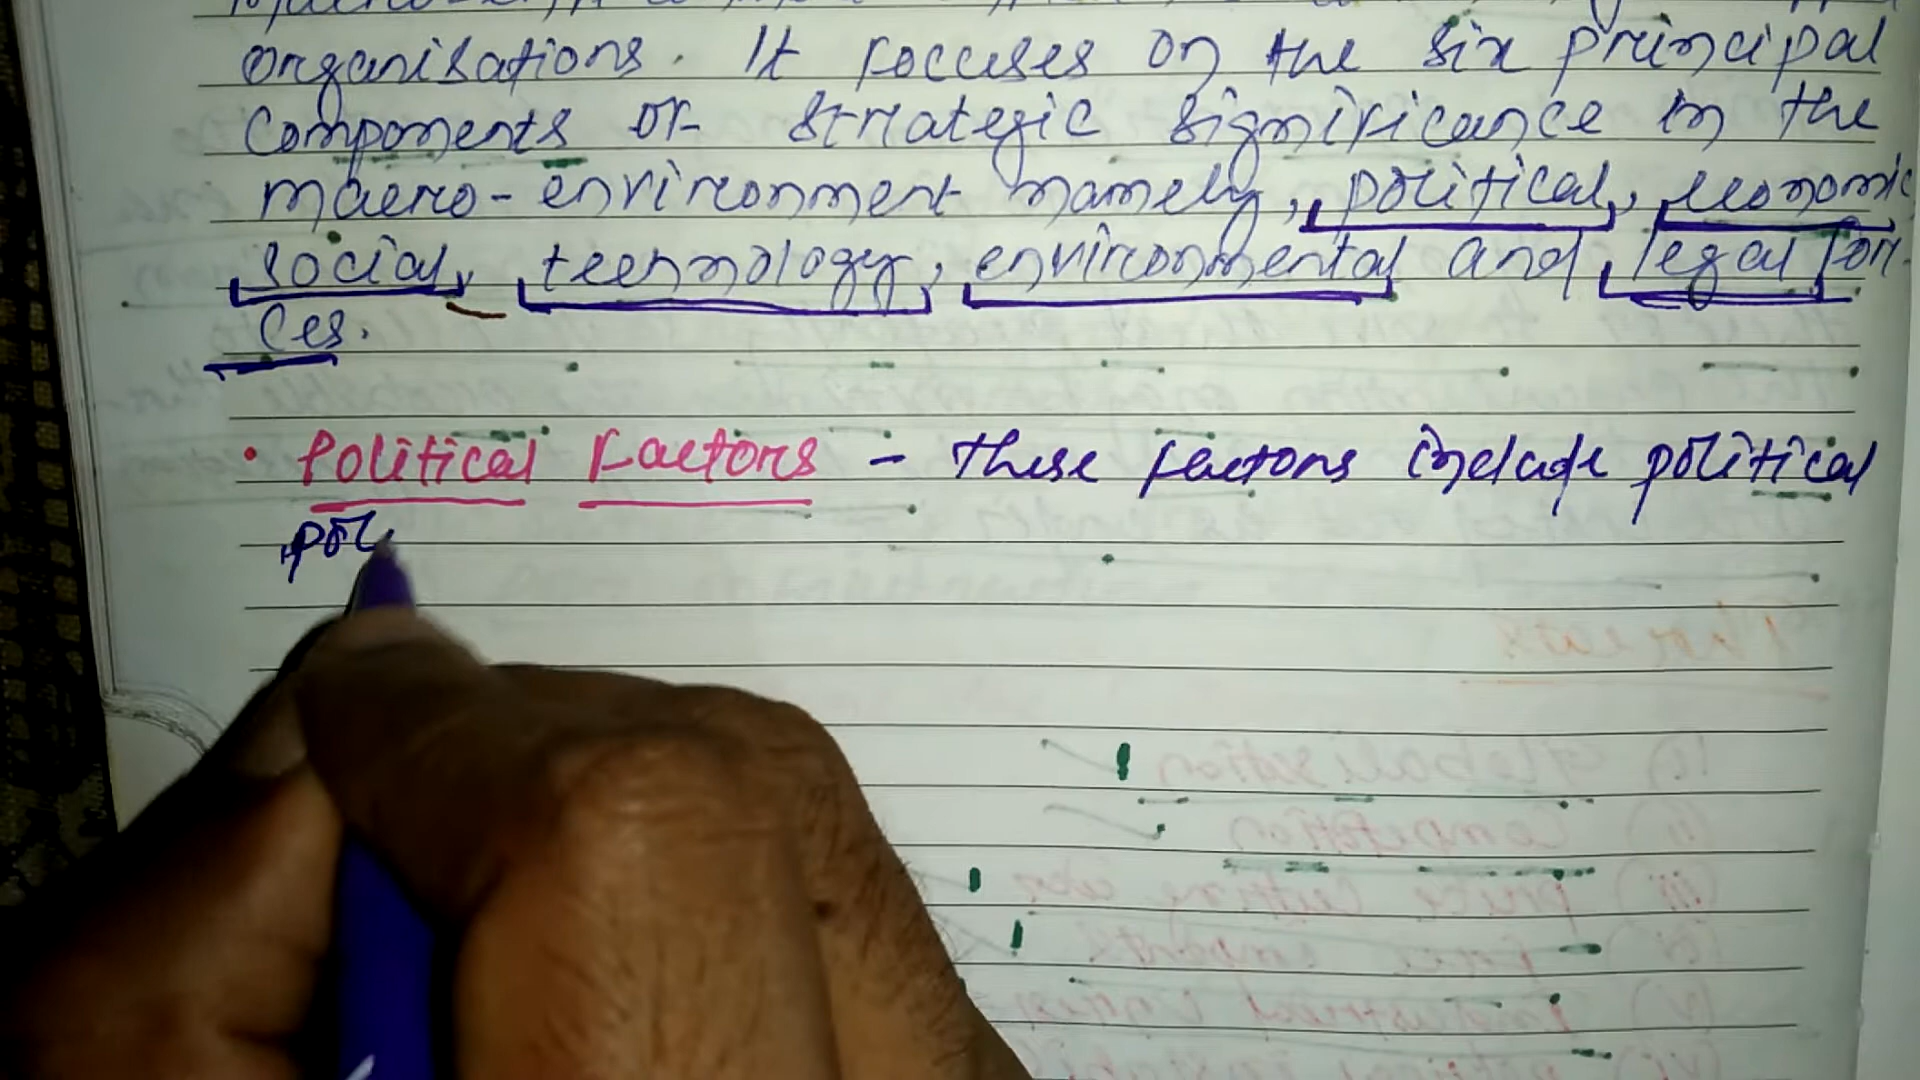 organisations. It focuses on the six principal
components of strategic significance in the
macro-environment namely, political, economic
social, technology, environmental and legal for-
ces.
• Political Factors - these factors include political
pol